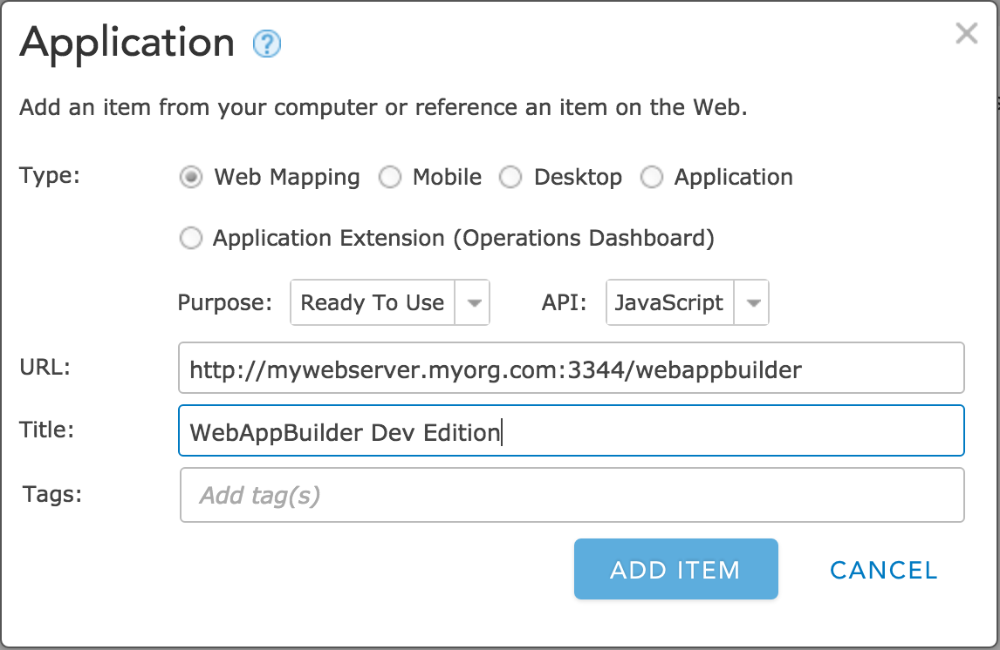 Application ?
Add an item from your computer or reference an item on the Web.
Type: Web Mapping Mobile Desktop Application
Application Extension (Operations Dashboard)
Purpose: Ready To Use API: JavaScript
URL: http://mywebserver.myorg.com:3344/webappbuilder
Title: WebAppBuilder Dev Edition
Tags: Add tag(s)
ADD ITEM CANCEL